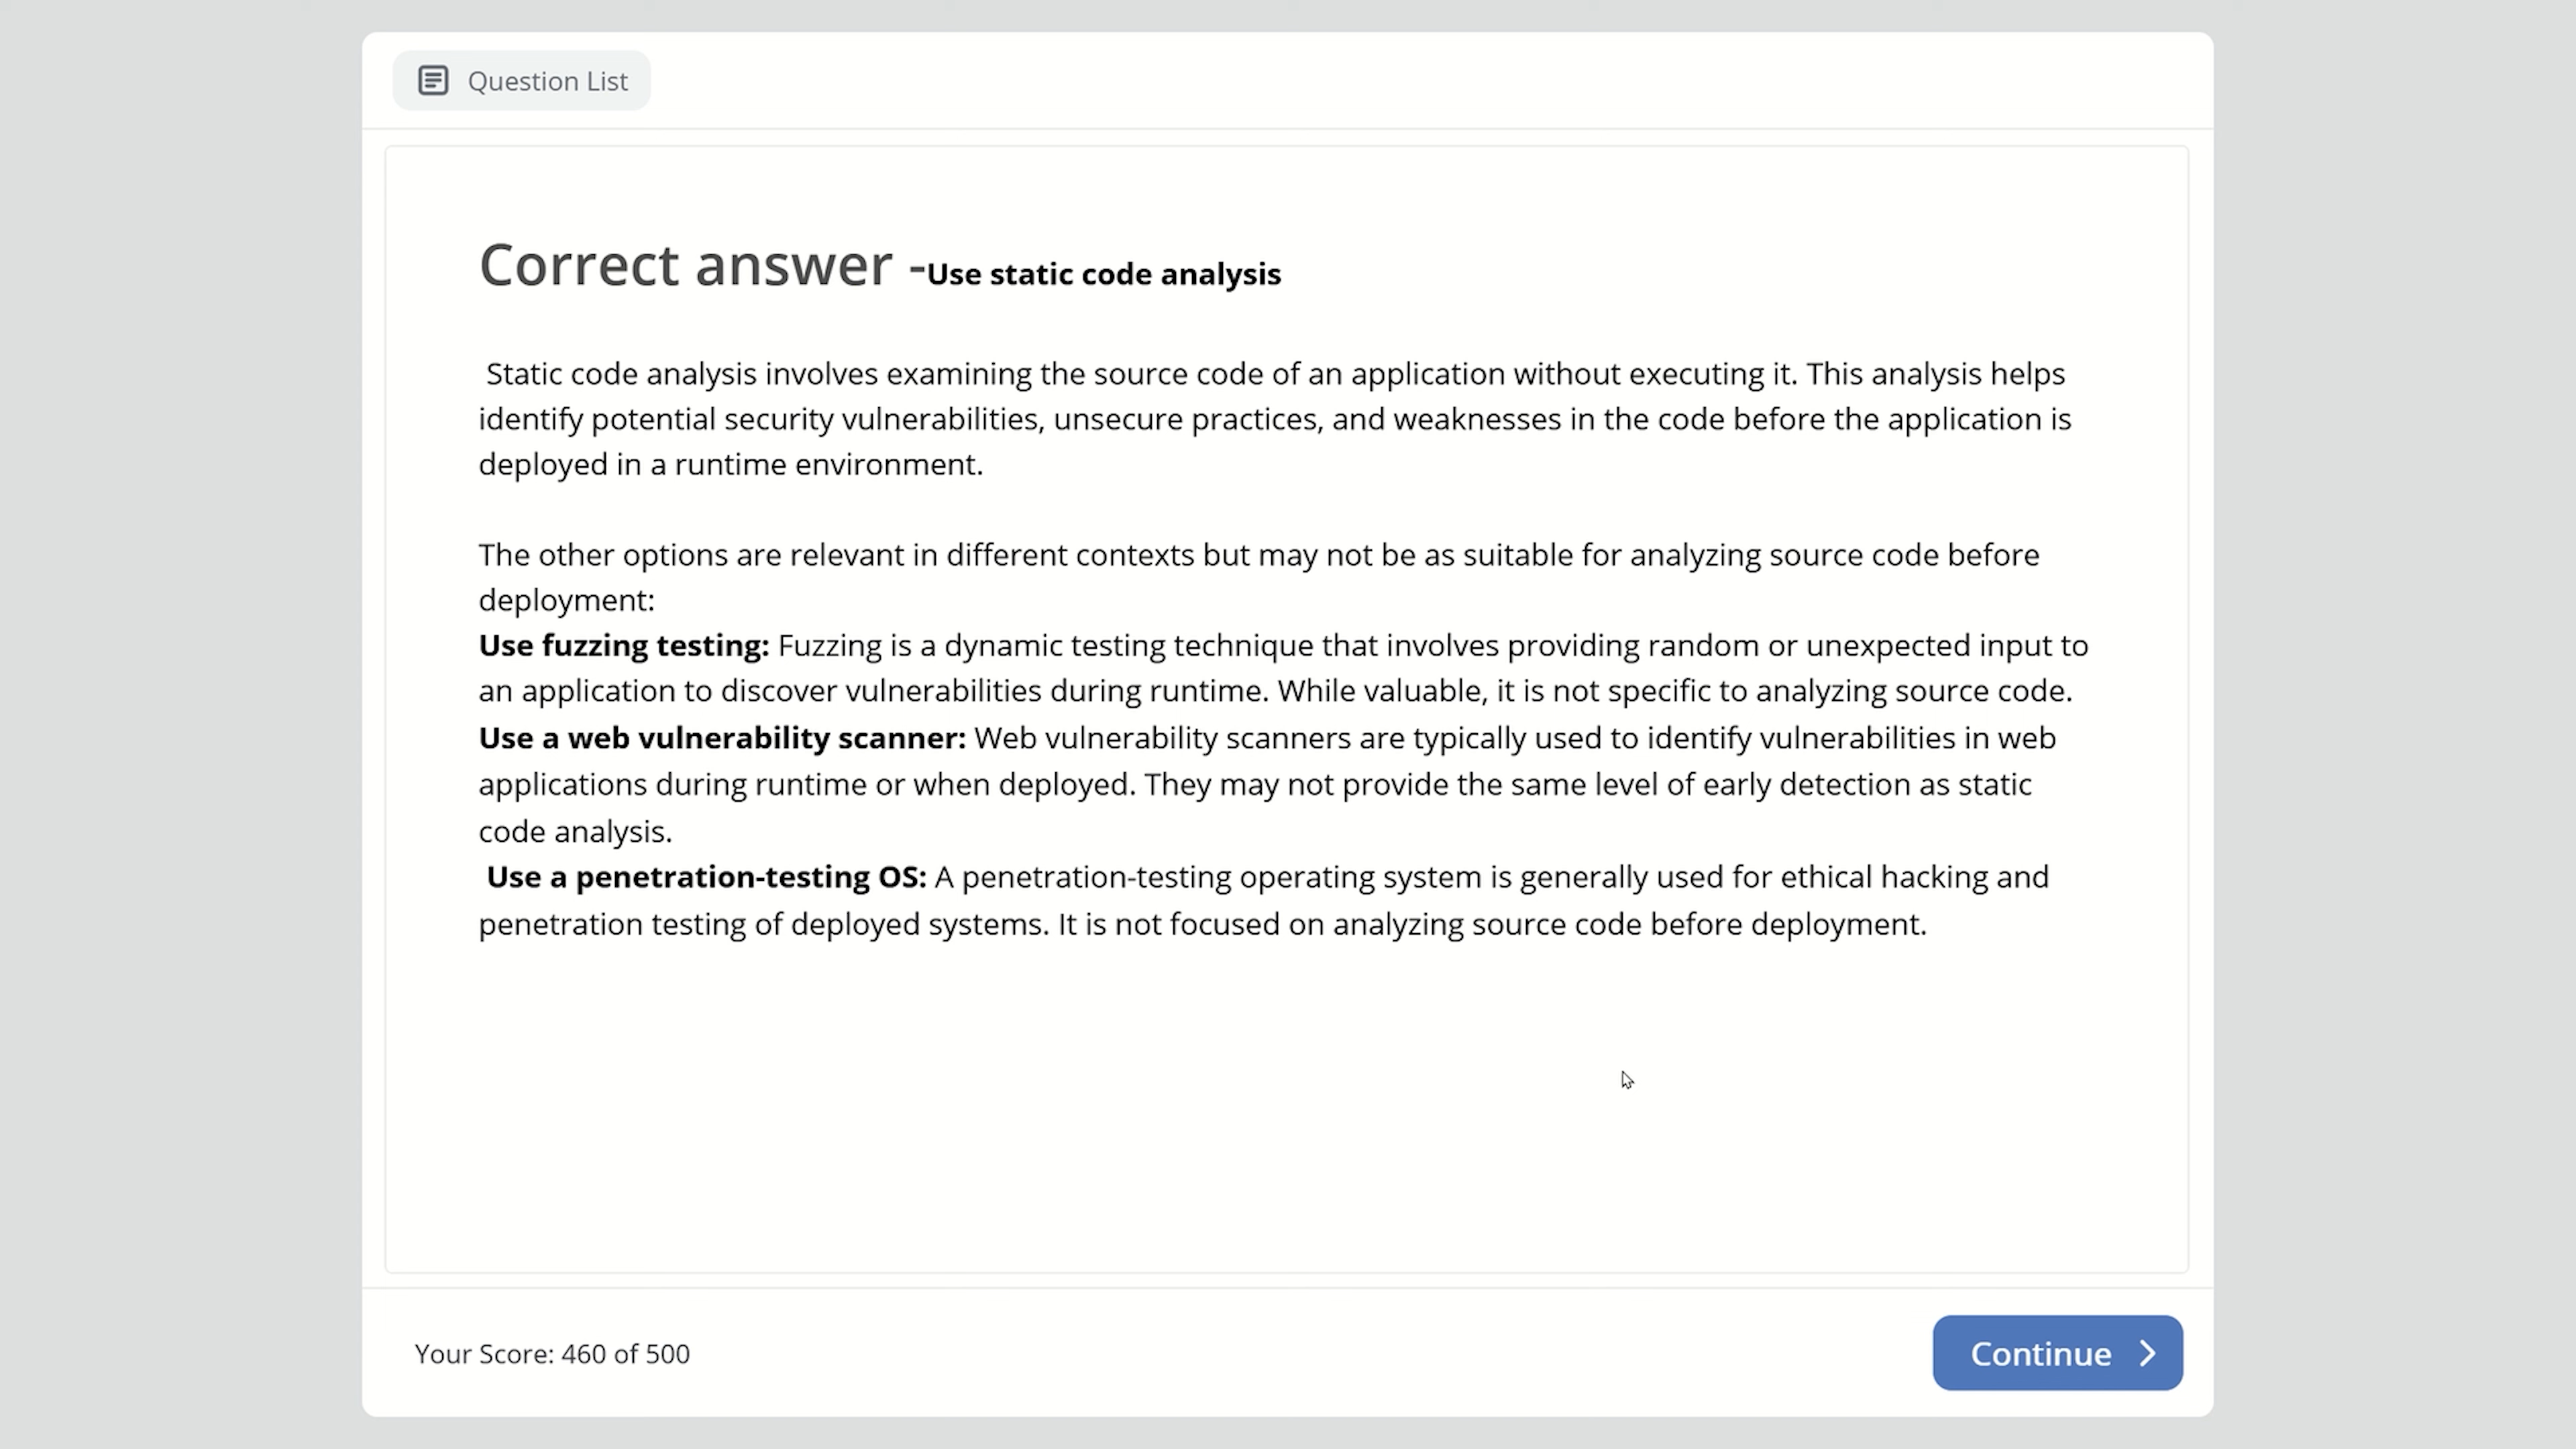 Question List
Correct answer -Use static code analysis
Static code analysis involves examining the source code of an application without executing it. This analysis helps
identify potential security vulnerabilities, unsecure practices, and weaknesses in the code before the application is
deployed in a runtime environment.
The other options are relevant in different contexts but may not be as suitable for analyzing source code before
deployment:
Use fuzzing testing: Fuzzing is a dynamic testing technique that involves providing random or unexpected input to
an application to discover vulnerabilities during runtime. While valuable, it is not specific to analyzing source code.
Use a web vulnerability scanner: Web vulnerability scanners are typically used to identify vulnerabilities in web
applications during runtime or when deployed. They may not provide the same level of early detection as static
code analysis.
Use a penetration-testing OS: A penetration-testing operating system is generally used for ethical hacking and
penetration testing of deployed systems. It is not focused on analyzing source code before deployment.
Your Score: 460 of 500
Continue